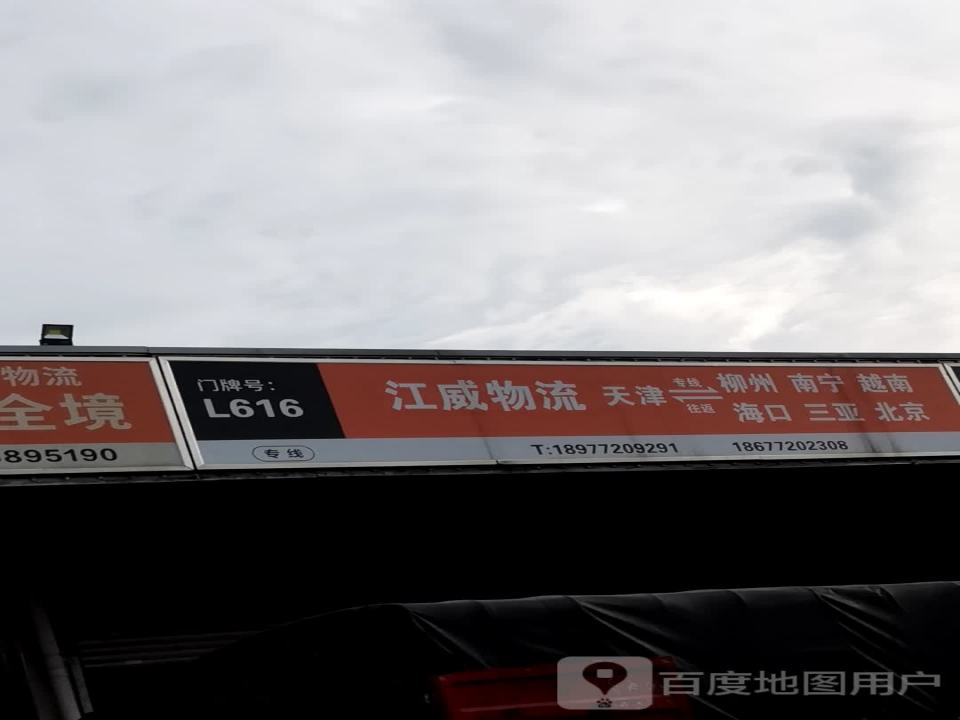 物流
全境
895190
门牌号:
L616
专线
江威物流
天津
专线
往返
柳州 南宁 越南
海口 三亚 北京
T:18977209291 18677202308
百度地图用户